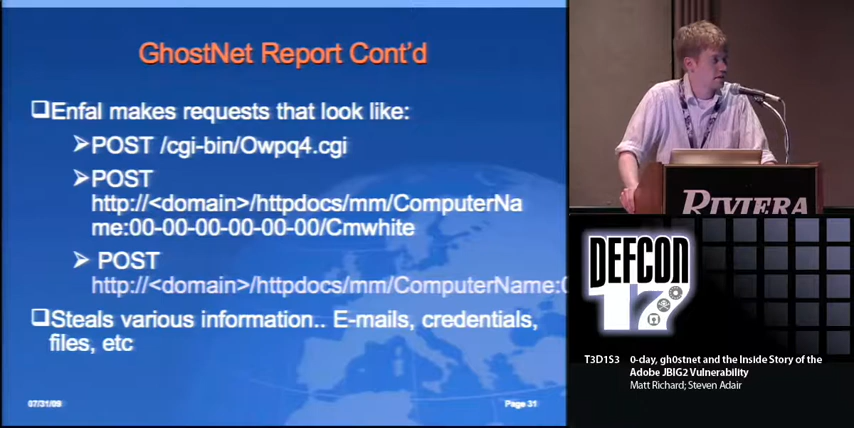 GhostNet Report Cont'd
❑Enfal makes requests that look like:
➢POST /cgi-bin/Owpq4.cgi
➢POST
http://<domain>/httpdocs/mm/ComputerNa
me:00-00-00-00-00-00/Cmwhite
➢ POST
http://<domain>/httpdocs/mm/ComputerName:0
❑Steals various information.. E-mails, credentials,
files, etc
07/31/09
Page 31
RIVIERA
DEFCON
17
T3D1S3 0-day, gh0stnet and the Inside Story of the
Adobe JBIG2 Vulnerability
Matt Richard; Steven Adair